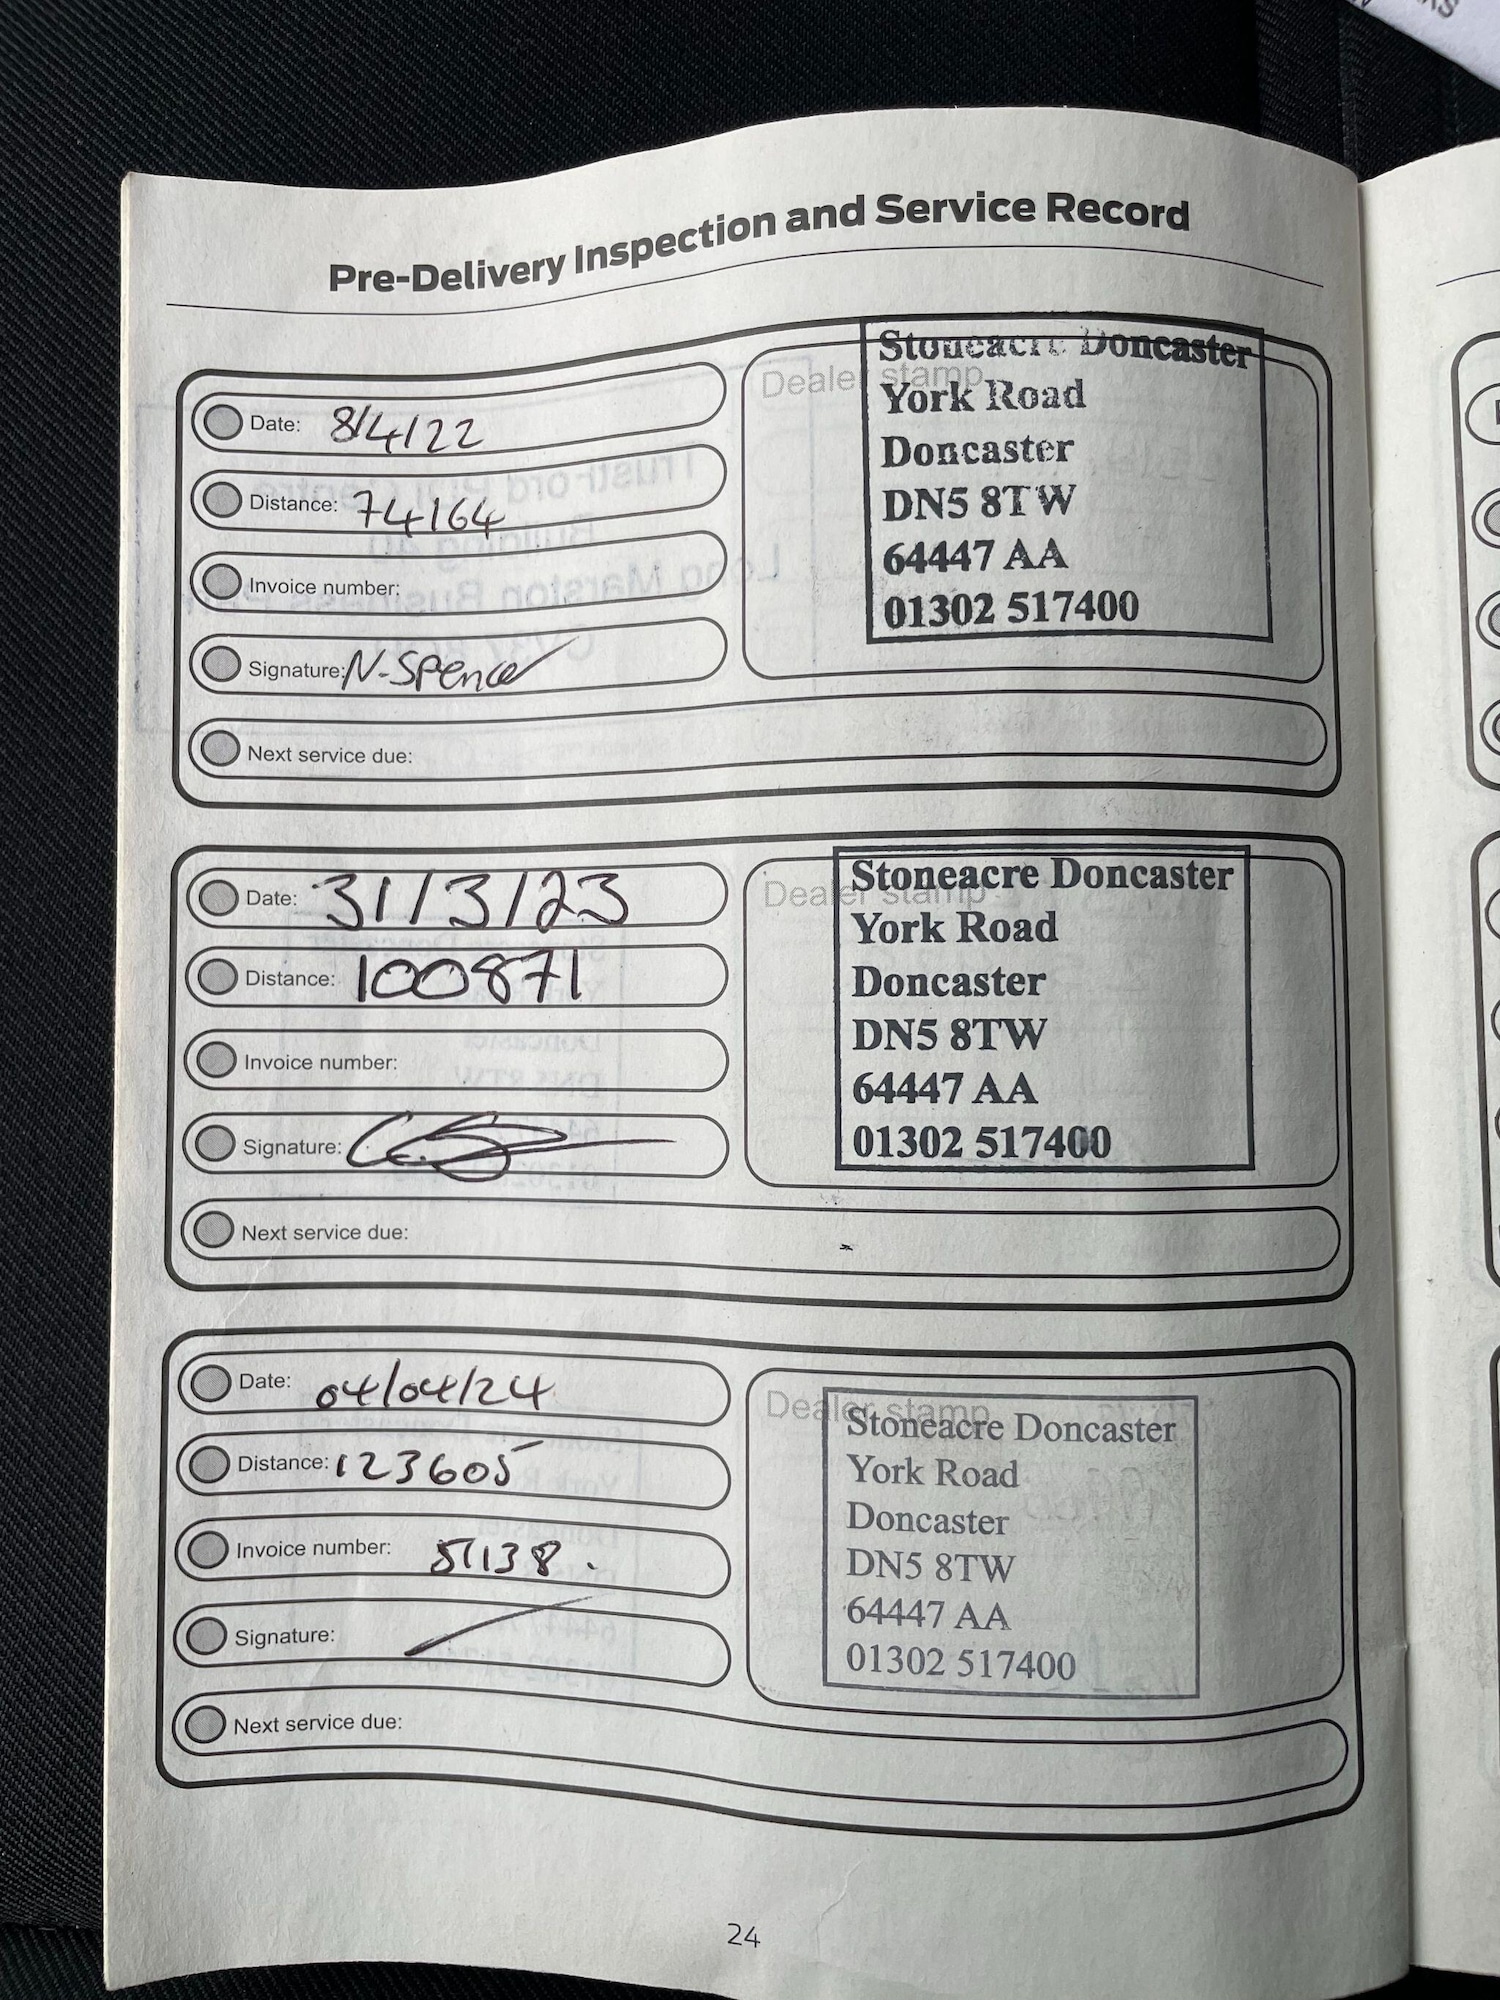 Pre-Delivery Inspection and Service Record
Date: 8/4/22
Distance: 74164
Invoice number:
Signature: N-Spence
Next service due:
Dealer stamp
Stoneacre Doncaster
York Road
Doncaster
DN5 8TW
64447 AA
01302 517400
Date: 31/3/23
Distance: 100871
Invoice number:
Signature:
Next service due:
Dealer stamp
Stoneacre Doncaster
York Road
Doncaster
DN5 8TW
64447 AA
01302 517400
Date: 04/04/24
Distance: 123605
Invoice number: 51138.
Signature:
Next service due:
Dealer stamp
Stoneacre Doncaster
York Road
Doncaster
DN5 8TW
64447 AA
01302 517400
24